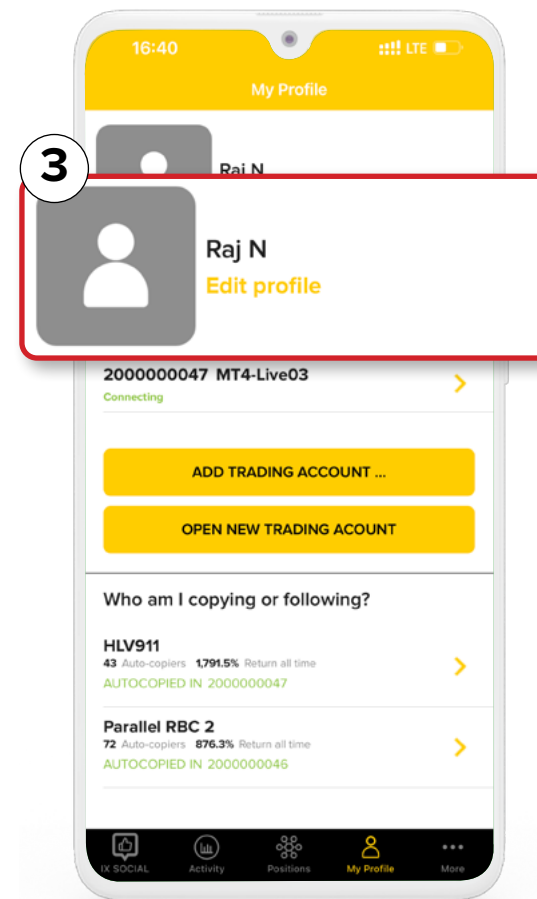 16:40 LTE
My Profile
Raj N
3
Raj N
Edit profile
2000000047 MT4-Live03
Connecting
ADD TRADING ACCOUNT ...
OPEN NEW TRADING ACOUNT
Who am I copying or following?
HLV911
43 Auto-copiers 1,791.5% Return all time
AUTOCOPIED IN 2000000047
Parallel RBC 2
72 Auto-copiers 876.3% Return all time
AUTOCOPIED IN 2000000046
IX SOCIAL Activity Positions My Profile More